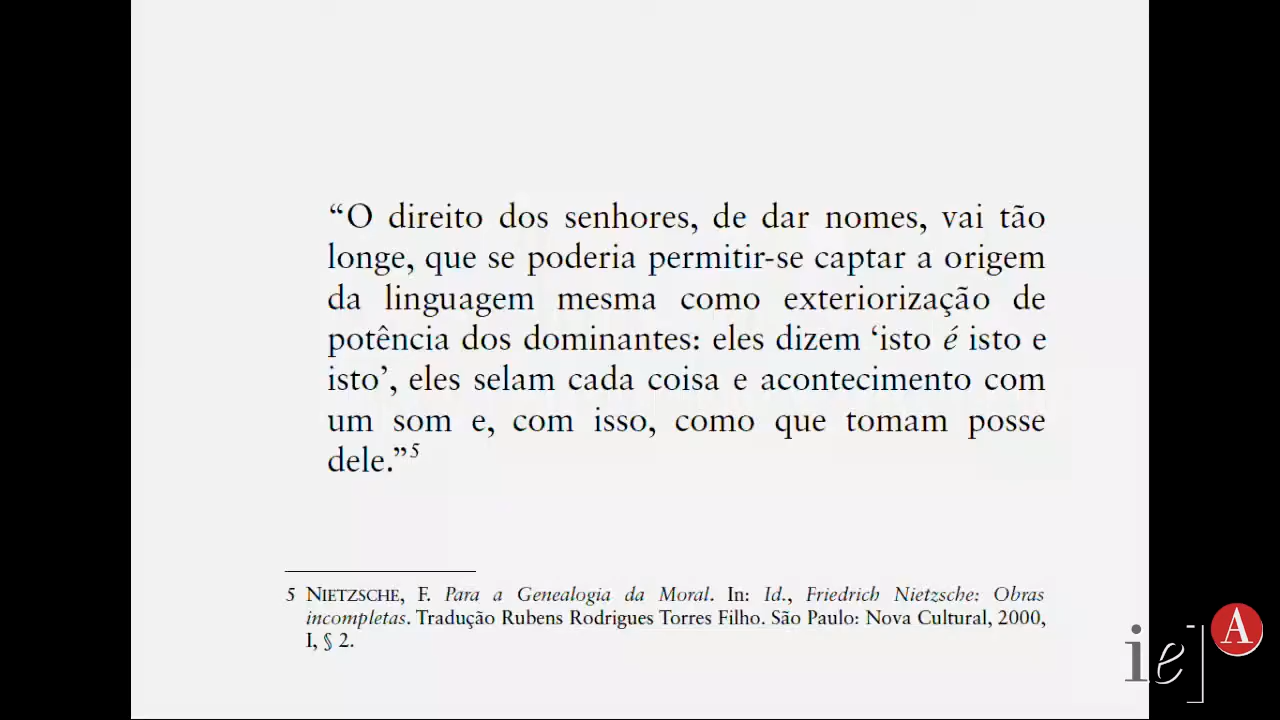 “O direito dos senhores, de dar nomes, vai tão
longe, que se poderia permitir-se captar a origem
da linguagem mesma como exteriorização de
potência dos dominantes: eles dizem ‘isto é isto e
isto’, eles selam cada coisa e acontecimento com
um som e, com isso, como que tomam posse
dele.”5
5 NIETZSCHE, F. Para a Genealogia da Moral. In: Id., Friedrich Nietzsche: Obras
incompletas. Tradução Rubens Rodrigues Torres Filho. São Paulo: Nova Cultural, 2000,
I, § 2.
ie] A